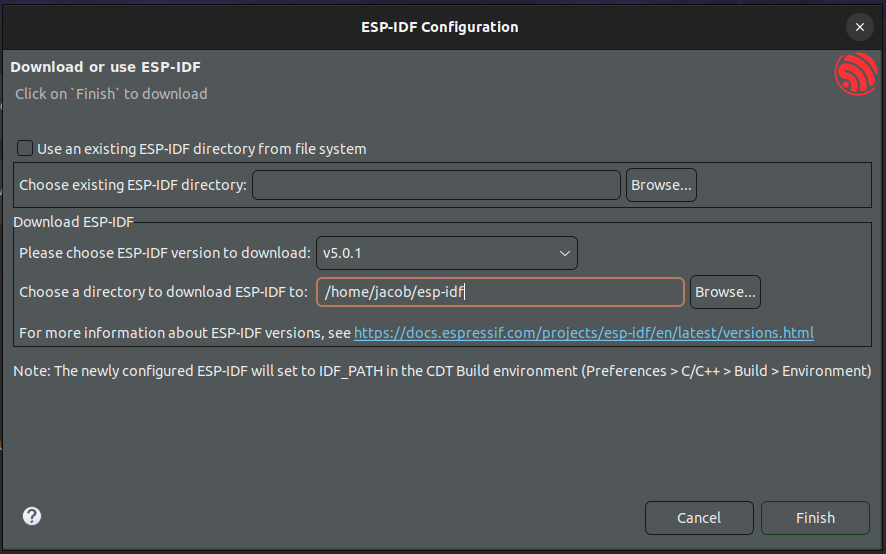 ESP-IDF Configuration
Download or use ESP-IDF
Click on `Finish` to download
Use an existing ESP-IDF directory from file system
Choose existing ESP-IDF directory: Browse...
Download ESP-IDF
Please choose ESP-IDF version to download: v5.0.1
Choose a directory to download ESP-IDF to: /home/jacob/esp-idf Browse...
For more information about ESP-IDF versions, see https://docs.espressif.com/projects/esp-idf/en/latest/versions.html
Note: The newly configured ESP-IDF will set to IDF_PATH in the CDT Build environment (Preferences > C/C++ > Build > Environment)
? Cancel Finish